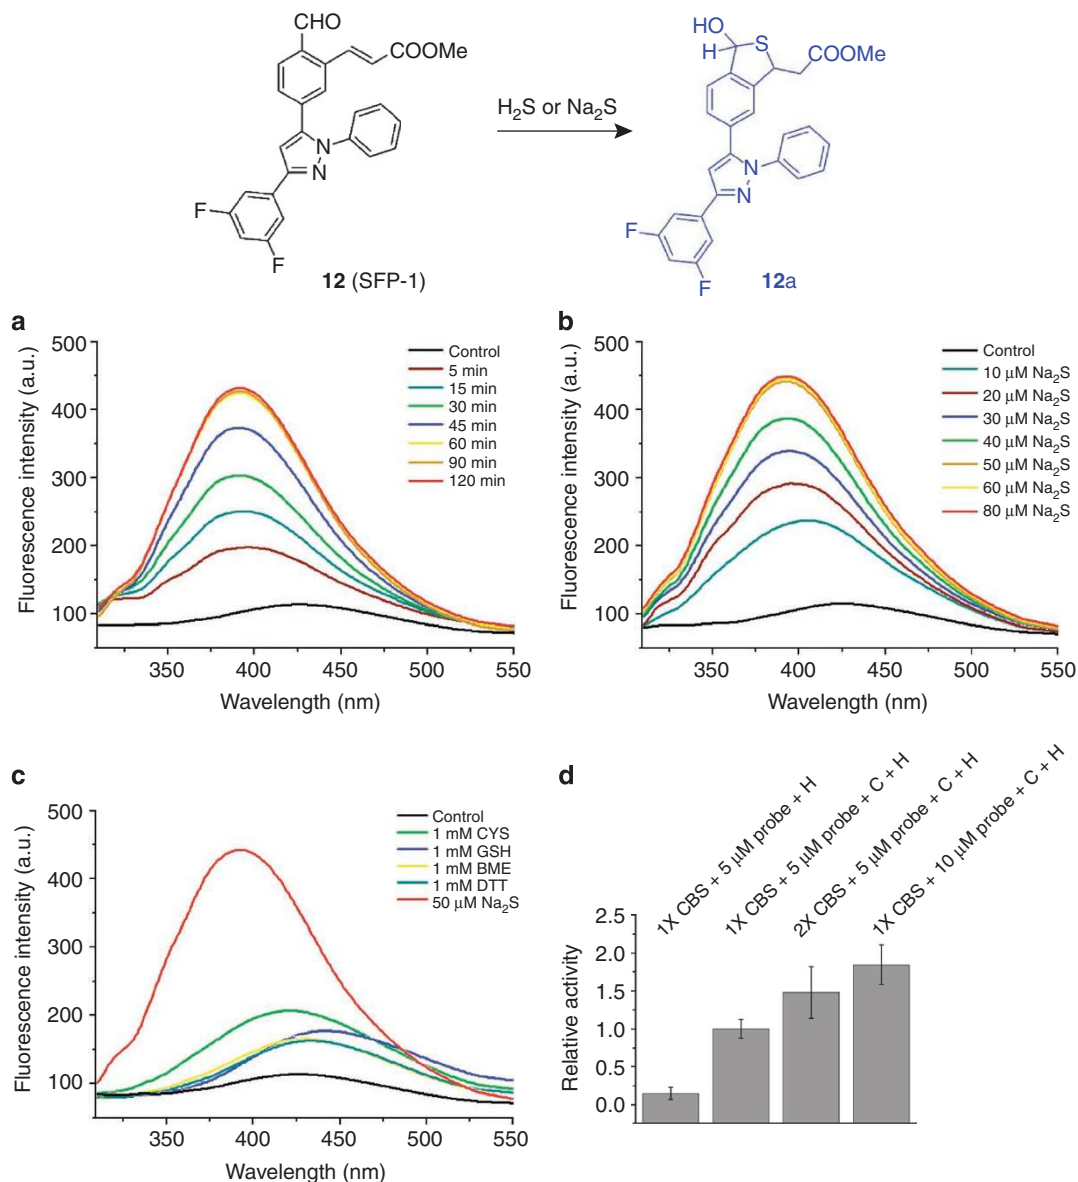 CHO
COOMe
N
N
F
F
12 (SFP-1)
H₂S or Na₂S
HO
H
S
COOMe
N
N
F
F
12a
a
Fluorescence intensity (a.u.)
500
400
300
200
100
350
400
450
500
550
Wavelength (nm)
Control
5 min
15 min
30 min
45 min
60 min
90 min
120 min
b
Fluorescence intensity (a.u.)
500
400
300
200
100
350
400
450
500
550
Wavelength (nm)
Control
10 μM Na₂S
20 μM Na₂S
30 μM Na₂S
40 μM Na₂S
50 μM Na₂S
60 μM Na₂S
80 μM Na₂S
c
Fluorescence intensity (a.u.)
500
400
300
200
100
350
400
450
500
550
Wavelength (nm)
Control
1 mM CYS
1 mM GSH
1 mM BME
1 mM DTT
50 μM Na₂S
d
1X CBS + 5 μM probe + H
1X CBS + 5 μM probe + C + H
2X CBS + 5 μM probe + C + H
1X CBS + 10 μM probe + C + H
Relative activity
2.5
2.0
1.5
1.0
0.5
0.0